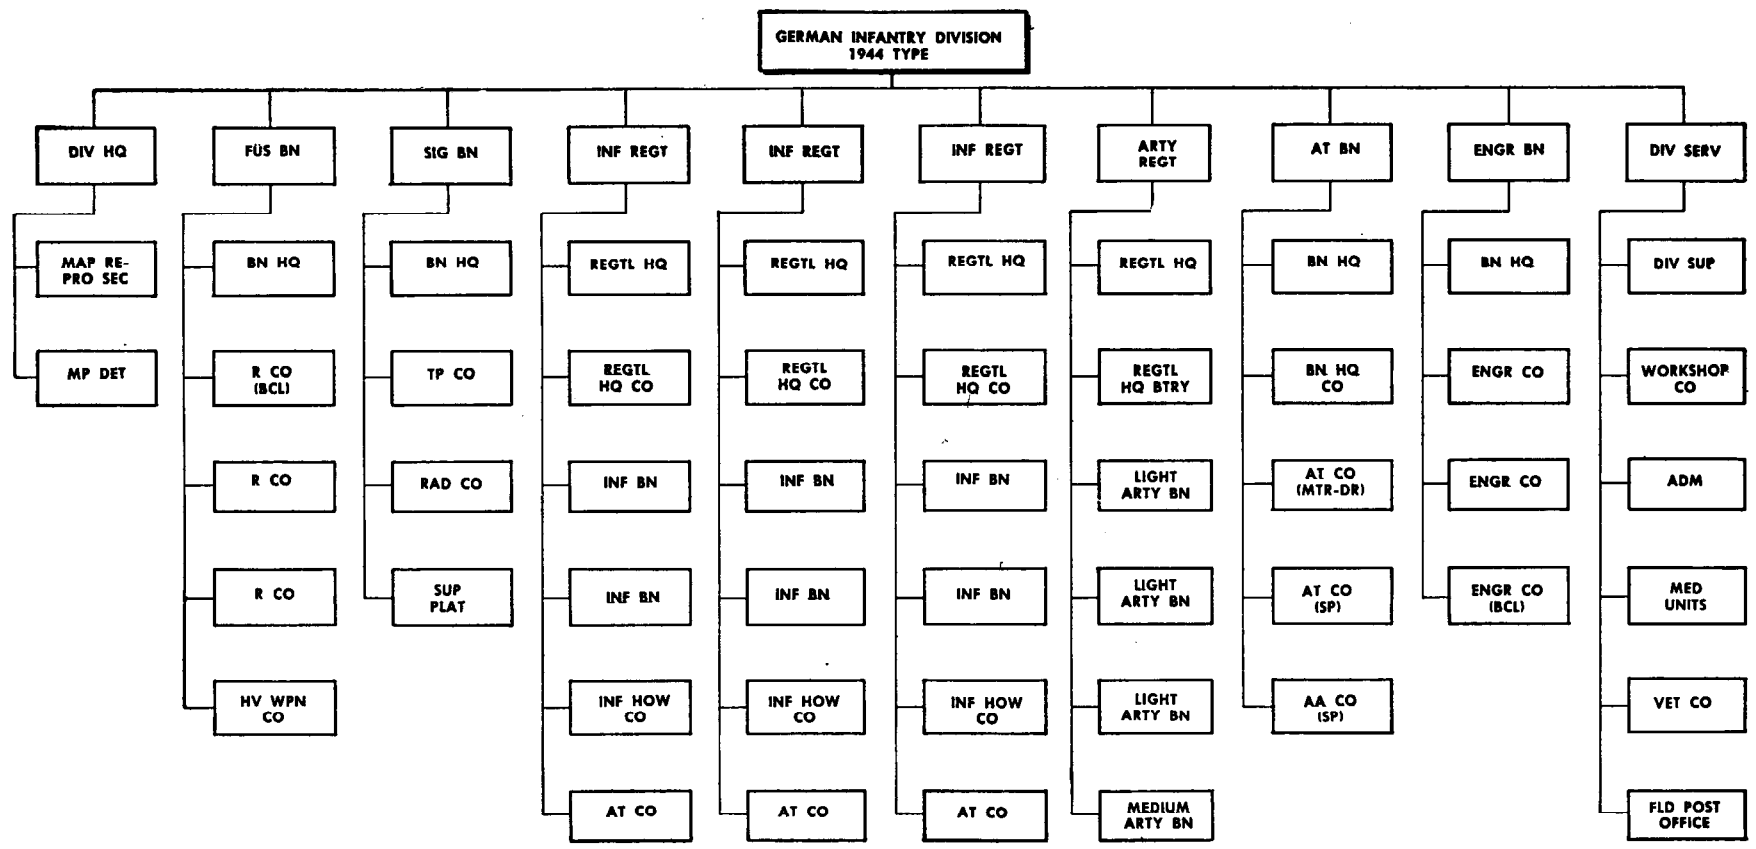 GERMAN INFANTRY DIVISION
1944 TYPE
DIV HQ
FÜS BN
SIG BN
INF REGT
INF REGT
INF REGT
ARTY
REGT
AT BN
ENGR BN
DIV SERV
MAP RE-
PRO SEC
BN HQ
BN HQ
REGTL HQ
REGTL HQ
REGTL HQ
REGTL HQ
BN HQ
BN HQ
DIV SUP
MP DET
R CO
(BCL)
TP CO
REGTL
HQ CO
REGTL
HQ CO
REGTL
HQ CO
REGTL
HQ BTRY
BN HQ
CO
ENGR CO
WORKSHOP
CO
R CO
RAD CO
INF BN
INF BN
INF BN
LIGHT
ARTY BN
AT CO
(MTR-DR)
ENGR CO
ADM
R CO
SUP
PLAT
INF BN
INF BN
INF BN
LIGHT
ARTY BN
AT CO
(SP)
ENGR CO
(BCL)
MED
UNITS
HV WPN
CO
INF HOW
CO
INF HOW
CO
INF HOW
CO
LIGHT
ARTY BN
AA CO
(SP)
VET CO
AT CO
AT CO
AT CO
MEDIUM
ARTY BN
FLD POST
OFFICE